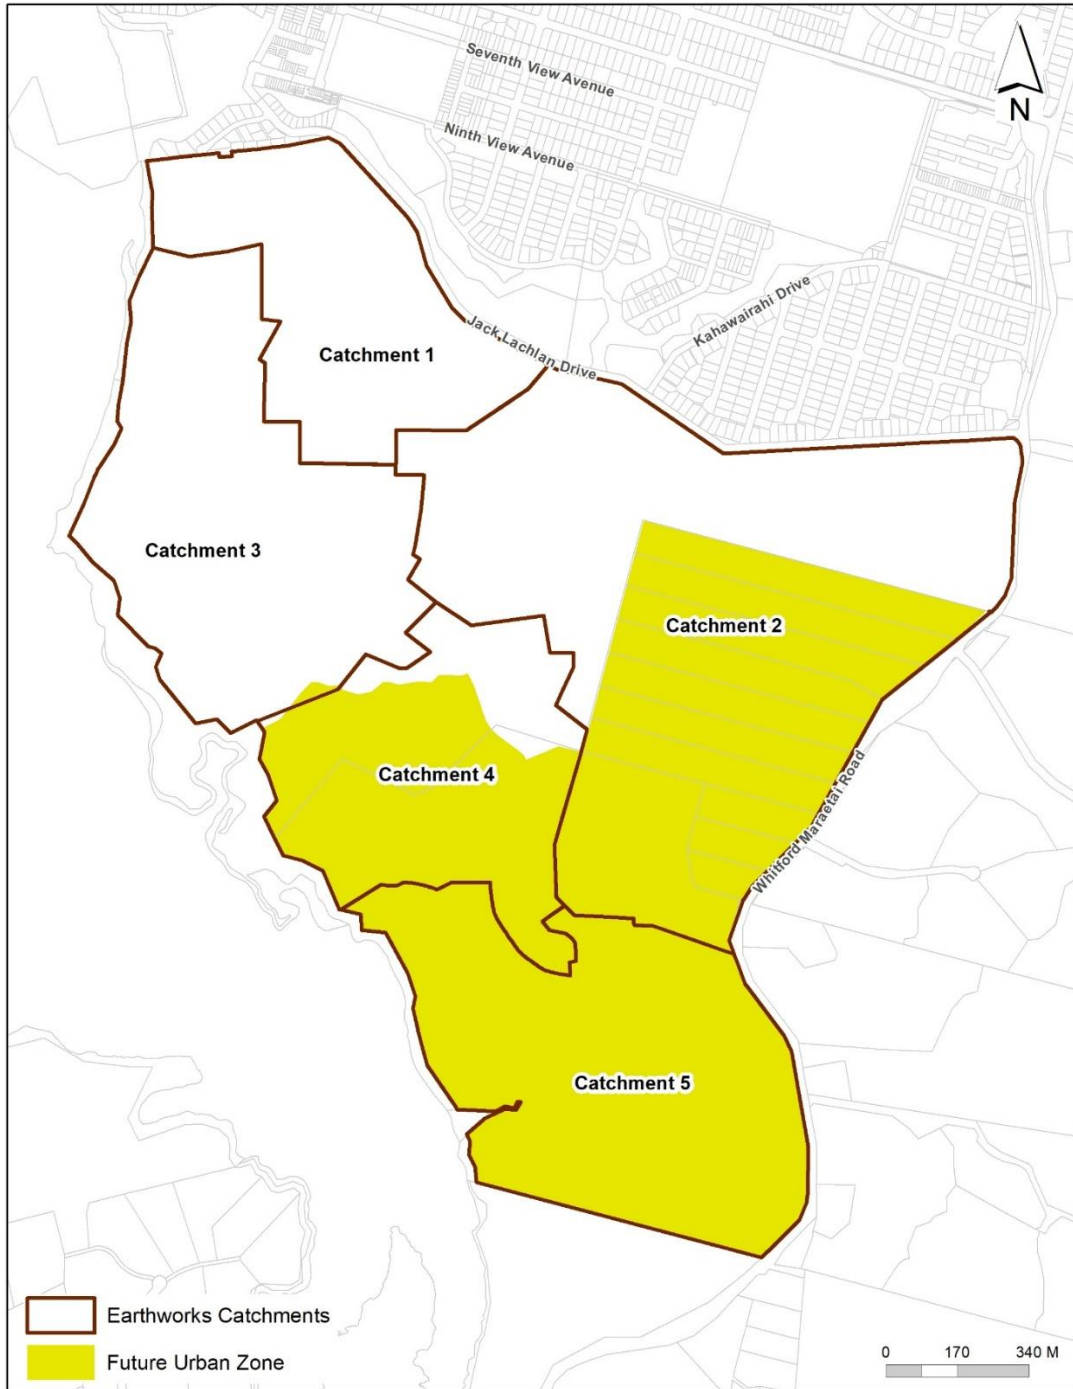 Seventh View Avenue
N
Ninth View Avenue
Kahawairahi Drive
Jack Lachlan Drive
Catchment 1
Catchment 3
Catchment 2
Catchment 4
Whitford Maraetai Road
Catchment 5
Earthworks Catchments
Future Urban Zone
0 170 340 M